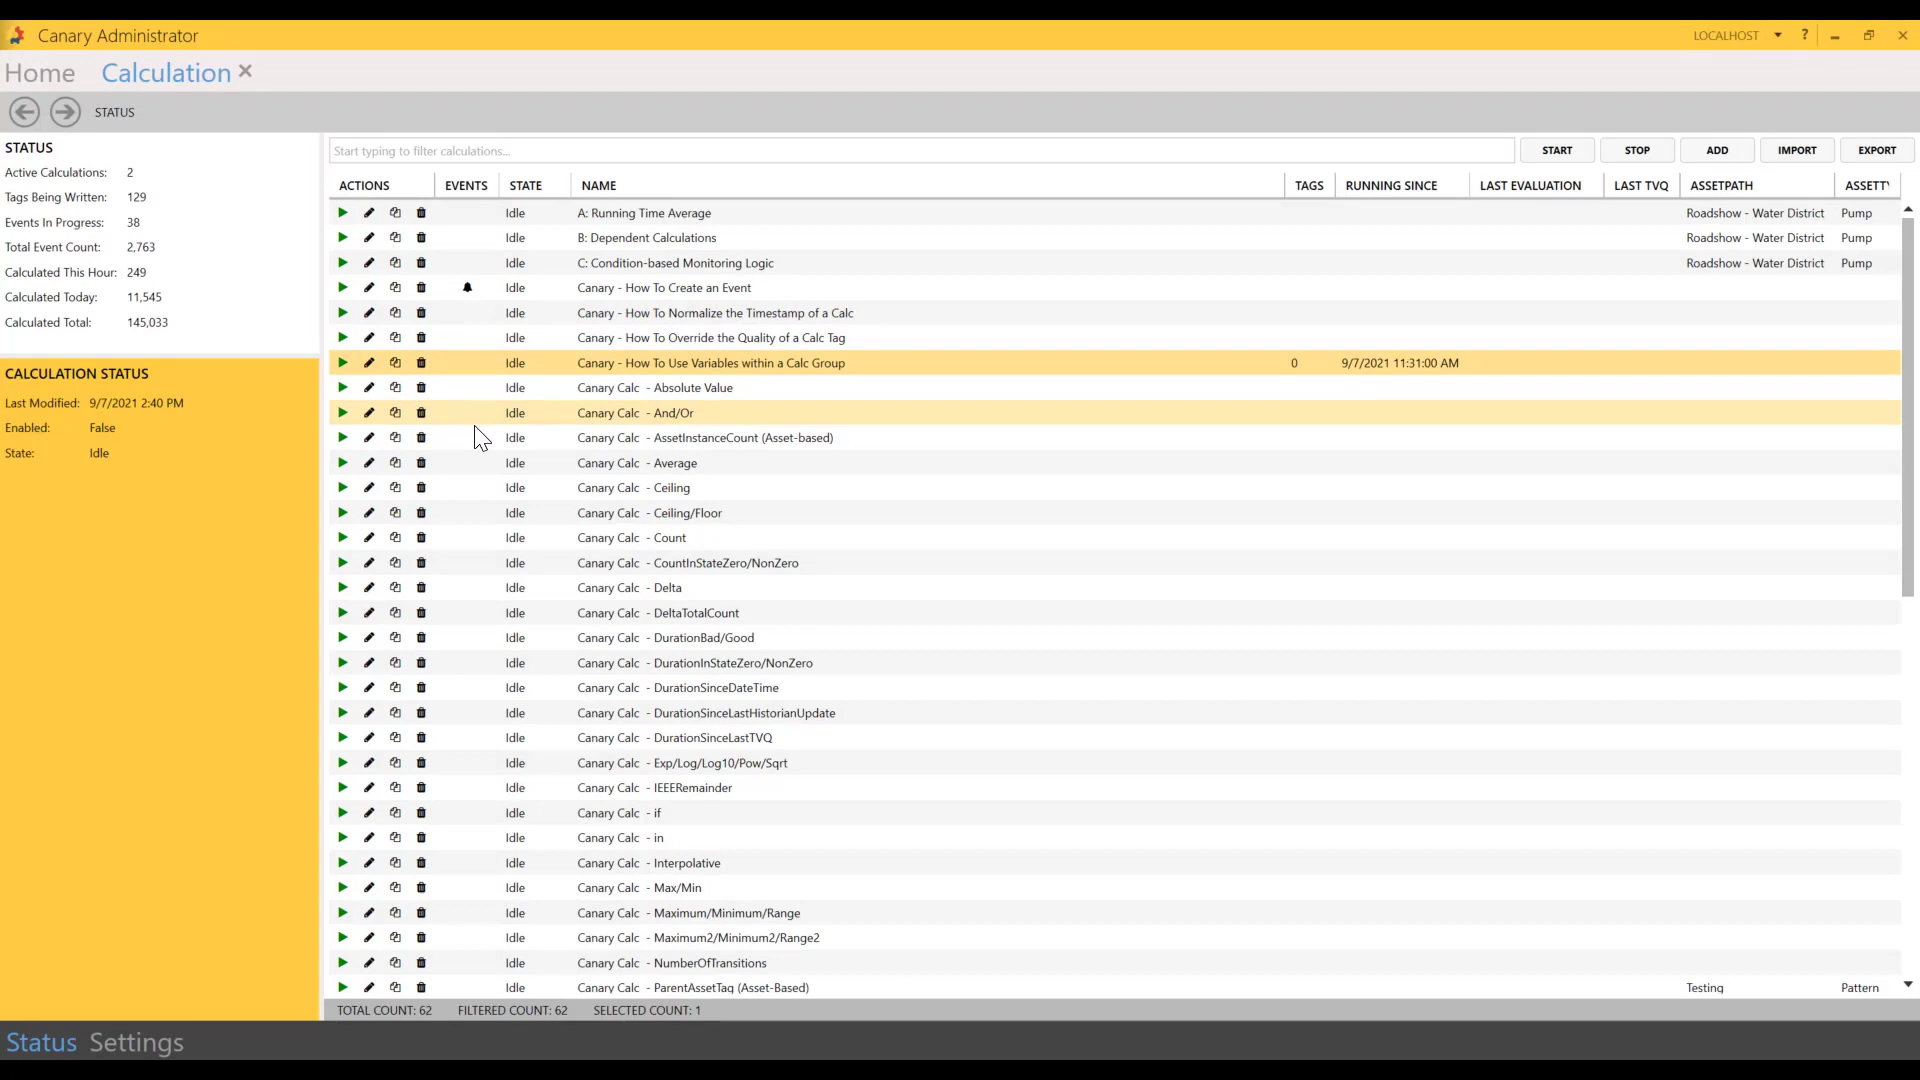 Canary Administrator
LOCALHOST ?
Home Calculation
STATUS
STATUS
Active Calculations: 2
Tags Being Written: 129
Events In Progress: 38
Total Event Count: 2,763
Calculated This Hour: 249
Calculated Today: 11,545
Calculated Total: 145,033
CALCULATION STATUS
Last Modified: 9/7/2021 2:40 PM
Enabled: False
State: Idle
Start typing to filter calculations...
START STOP ADD IMPORT EXPORT
ACTIONS EVENTS STATE NAME TAGS RUNNING SINCE LAST EVALUATION LAST TVQ ASSETPATH ASSETT
Idle A: Running Time Average Roadshow - Water District Pump
Idle B: Dependent Calculations Roadshow - Water District Pump
Idle C: Condition-based Monitoring Logic Roadshow - Water District Pump
Idle Canary - How To Create an Event
Idle Canary - How To Normalize the Timestamp of a Calc
Idle Canary - How To Override the Quality of a Calc Tag
Idle Canary - How To Use Variables within a Calc Group 0 9/7/2021 11:31:00 AM
Idle Canary Calc - Absolute Value
Idle Canary Calc - And/Or
Idle Canary Calc - AssetInstanceCount (Asset-based)
Idle Canary Calc - Average
Idle Canary Calc - Ceiling
Idle Canary Calc - Ceiling/Floor
Idle Canary Calc - Count
Idle Canary Calc - CountInStateZero/NonZero
Idle Canary Calc - Delta
Idle Canary Calc - DeltaTotalCount
Idle Canary Calc - DurationBad/Good
Idle Canary Calc - DurationInStateZero/NonZero
Idle Canary Calc - DurationSinceDateTime
Idle Canary Calc - DurationSinceLastHistorianUpdate
Idle Canary Calc - DurationSinceLastTVQ
Idle Canary Calc - Exp/Log/Log10/Pow/Sqrt
Idle Canary Calc - IEEERemainder
Idle Canary Calc - if
Idle Canary Calc - in
Idle Canary Calc - Interpolative
Idle Canary Calc - Max/Min
Idle Canary Calc - Maximum/Minimum/Range
Idle Canary Calc - Maximum2/Minimum2/Range2
Idle Canary Calc - NumberOfTransitions
Idle Canary Calc - ParentAssetTag (Asset-Based) Testing Pattern
TOTAL COUNT: 62 FILTERED COUNT: 62 SELECTED COUNT: 1
Status Settings